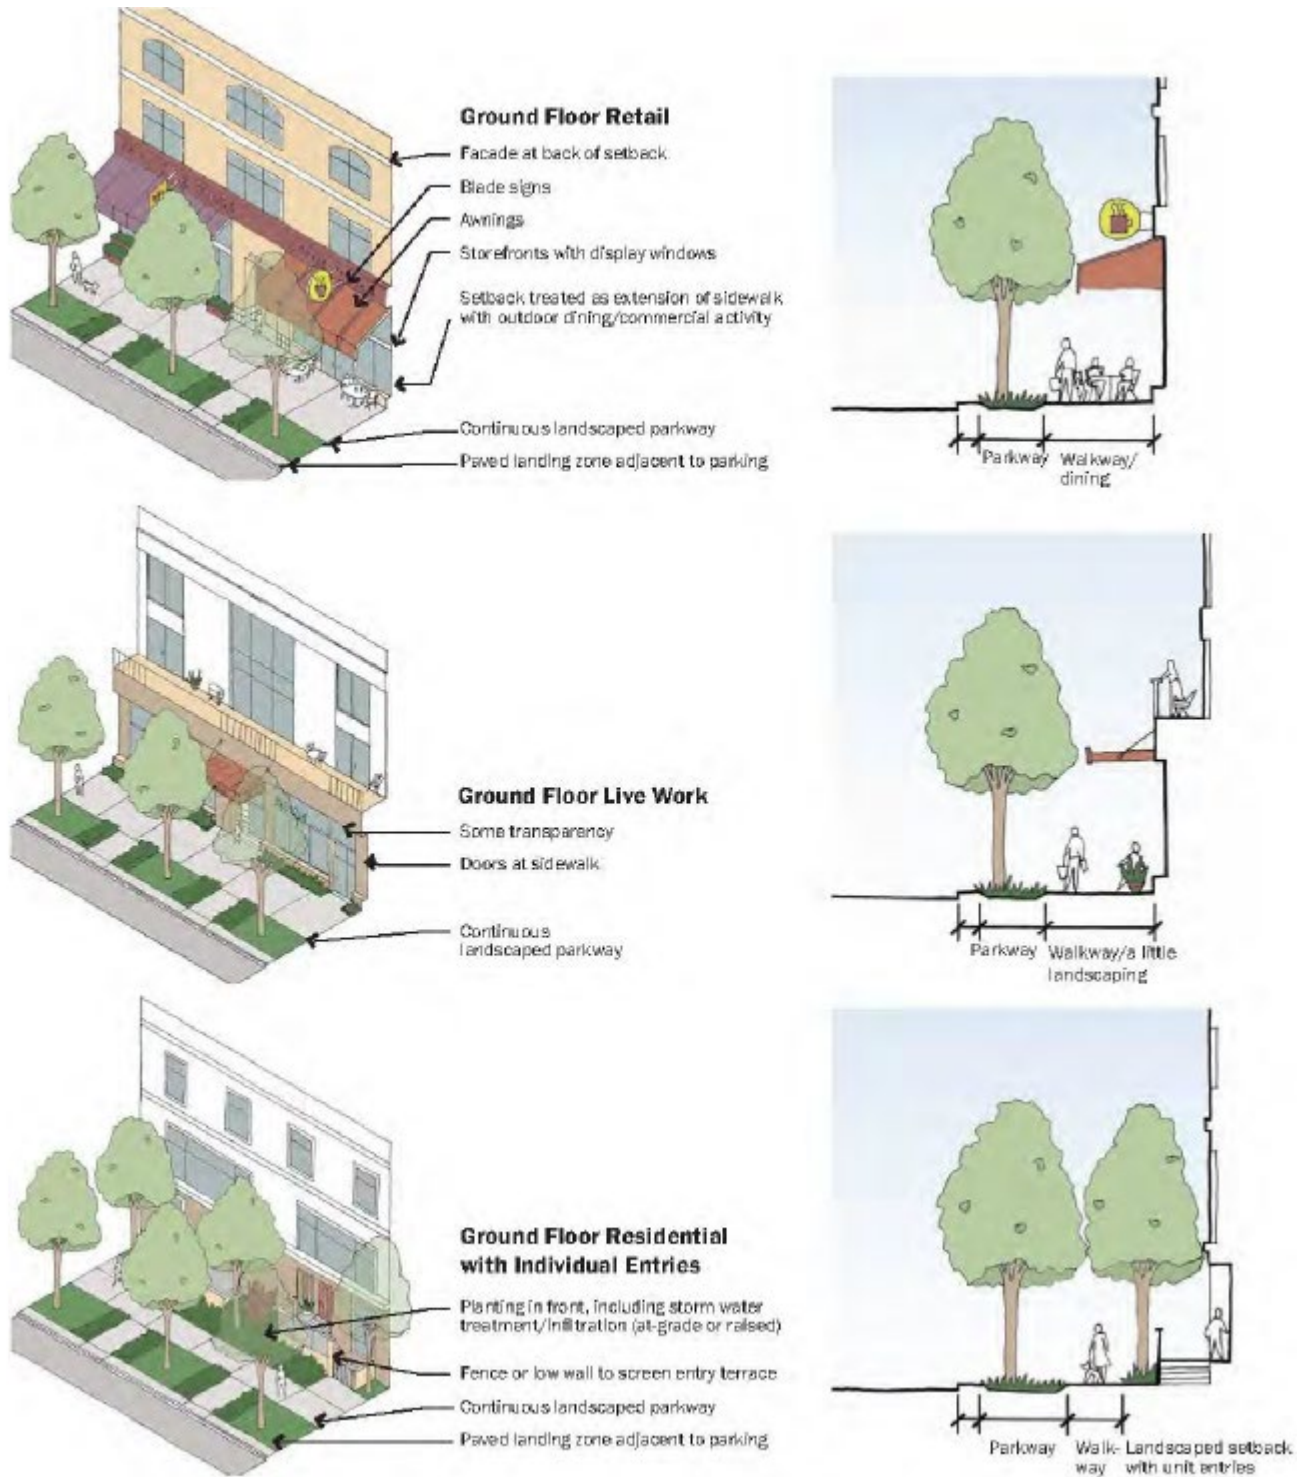 Ground Floor Retail
Facade at back of setback
Blade signs
Awnings
Storefronts with display windows
Setback treated as extension of sidewalk
with outdoor dining/commercial activity
Continuous landscaped parkway
Paved landing zone adjacent to parking
Parkway
Walkway/
dining
Ground Floor Live Work
Some transparency
Doors at sidewalk
Continuous
landscaped parkway
Parkway
Walkway/a little
landscaping
Ground Floor Residential
with Individual Entries
Planting in front, including storm water
treatment/infiltration (at-grade or raised)
Fence or low wall to screen entry terrace
Continuous landscaped parkway
Paved landing zone adjacent to parking
Parkway
Walk-
way
Landscaped setback
with unit entries